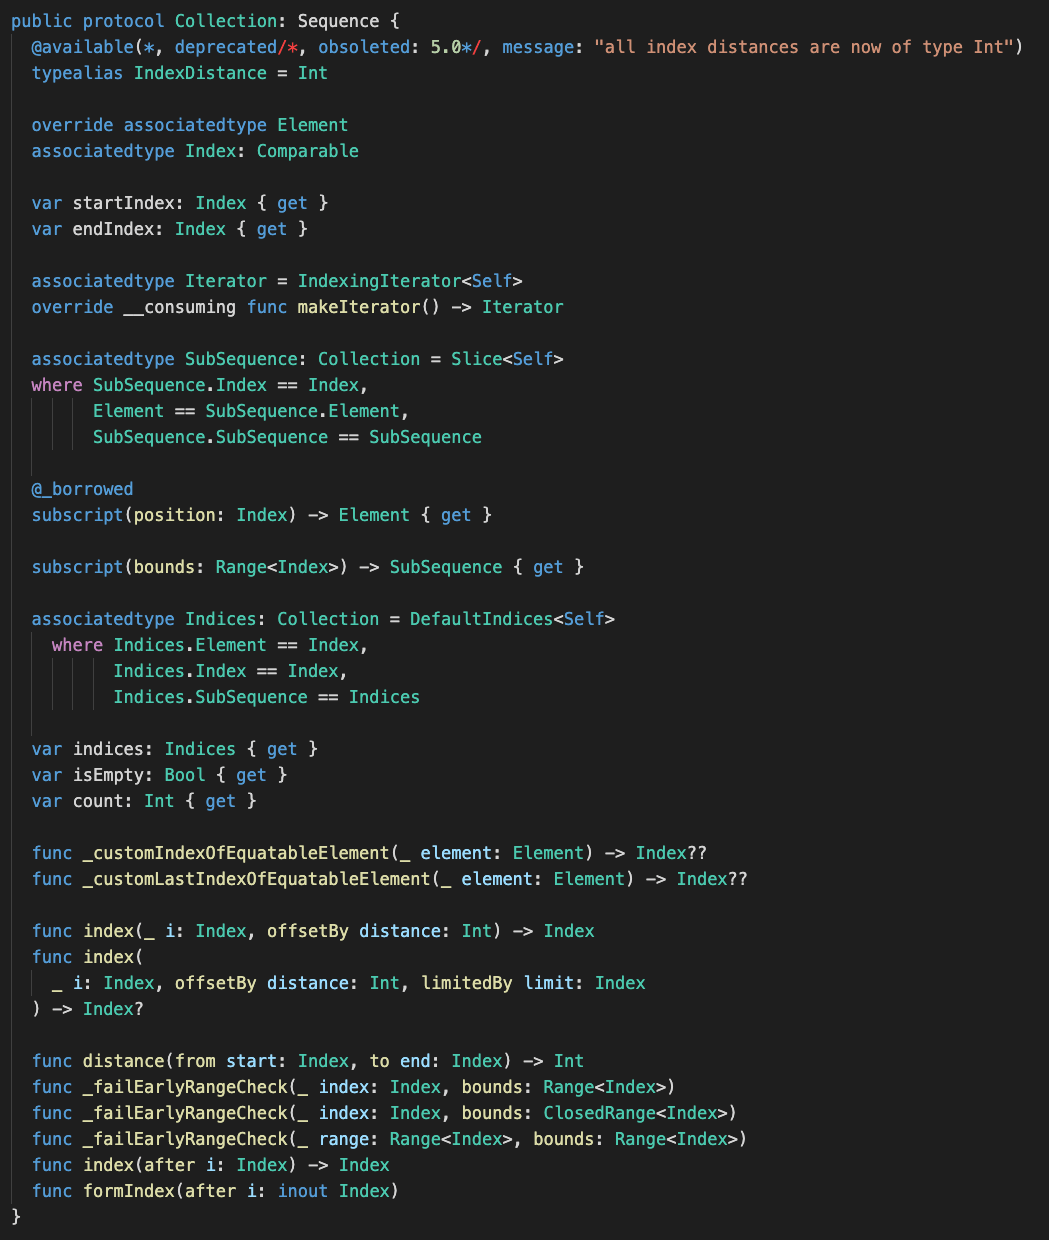 public protocol Collection: Sequence {
  @available(*, deprecated/*, obsoleted: 5.0*/, message: "all index distances are now of type Int")
  typealias IndexDistance = Int

  override associatedtype Element
  associatedtype Index: Comparable

  var startIndex: Index { get }
  var endIndex: Index { get }

  associatedtype Iterator = IndexingIterator<Self>
  override __consuming func makeIterator() -> Iterator

  associatedtype SubSequence: Collection = Slice<Self>
  where SubSequence.Index == Index,
        Element == SubSequence.Element,
        SubSequence.SubSequence == SubSequence

  @_borrowed
  subscript(position: Index) -> Element { get }

  subscript(bounds: Range<Index>) -> SubSequence { get }

  associatedtype Indices: Collection = DefaultIndices<Self>
    where Indices.Element == Index,
          Indices.Index == Index,
          Indices.SubSequence == Indices

  var indices: Indices { get }
  var isEmpty: Bool { get }
  var count: Int { get }

  func _customIndexOfEquatableElement(_ element: Element) -> Index??
  func _customLastIndexOfEquatableElement(_ element: Element) -> Index??

  func index(_ i: Index, offsetBy distance: Int) -> Index
  func index(
    _ i: Index, offsetBy distance: Int, limitedBy limit: Index
  ) -> Index?

  func distance(from start: Index, to end: Index) -> Int
  func _failEarlyRangeCheck(_ index: Index, bounds: Range<Index>)
  func _failEarlyRangeCheck(_ index: Index, bounds: ClosedRange<Index>)
  func _failEarlyRangeCheck(_ range: Range<Index>, bounds: Range<Index>)
  func index(after i: Index) -> Index
  func formIndex(after i: inout Index)
}